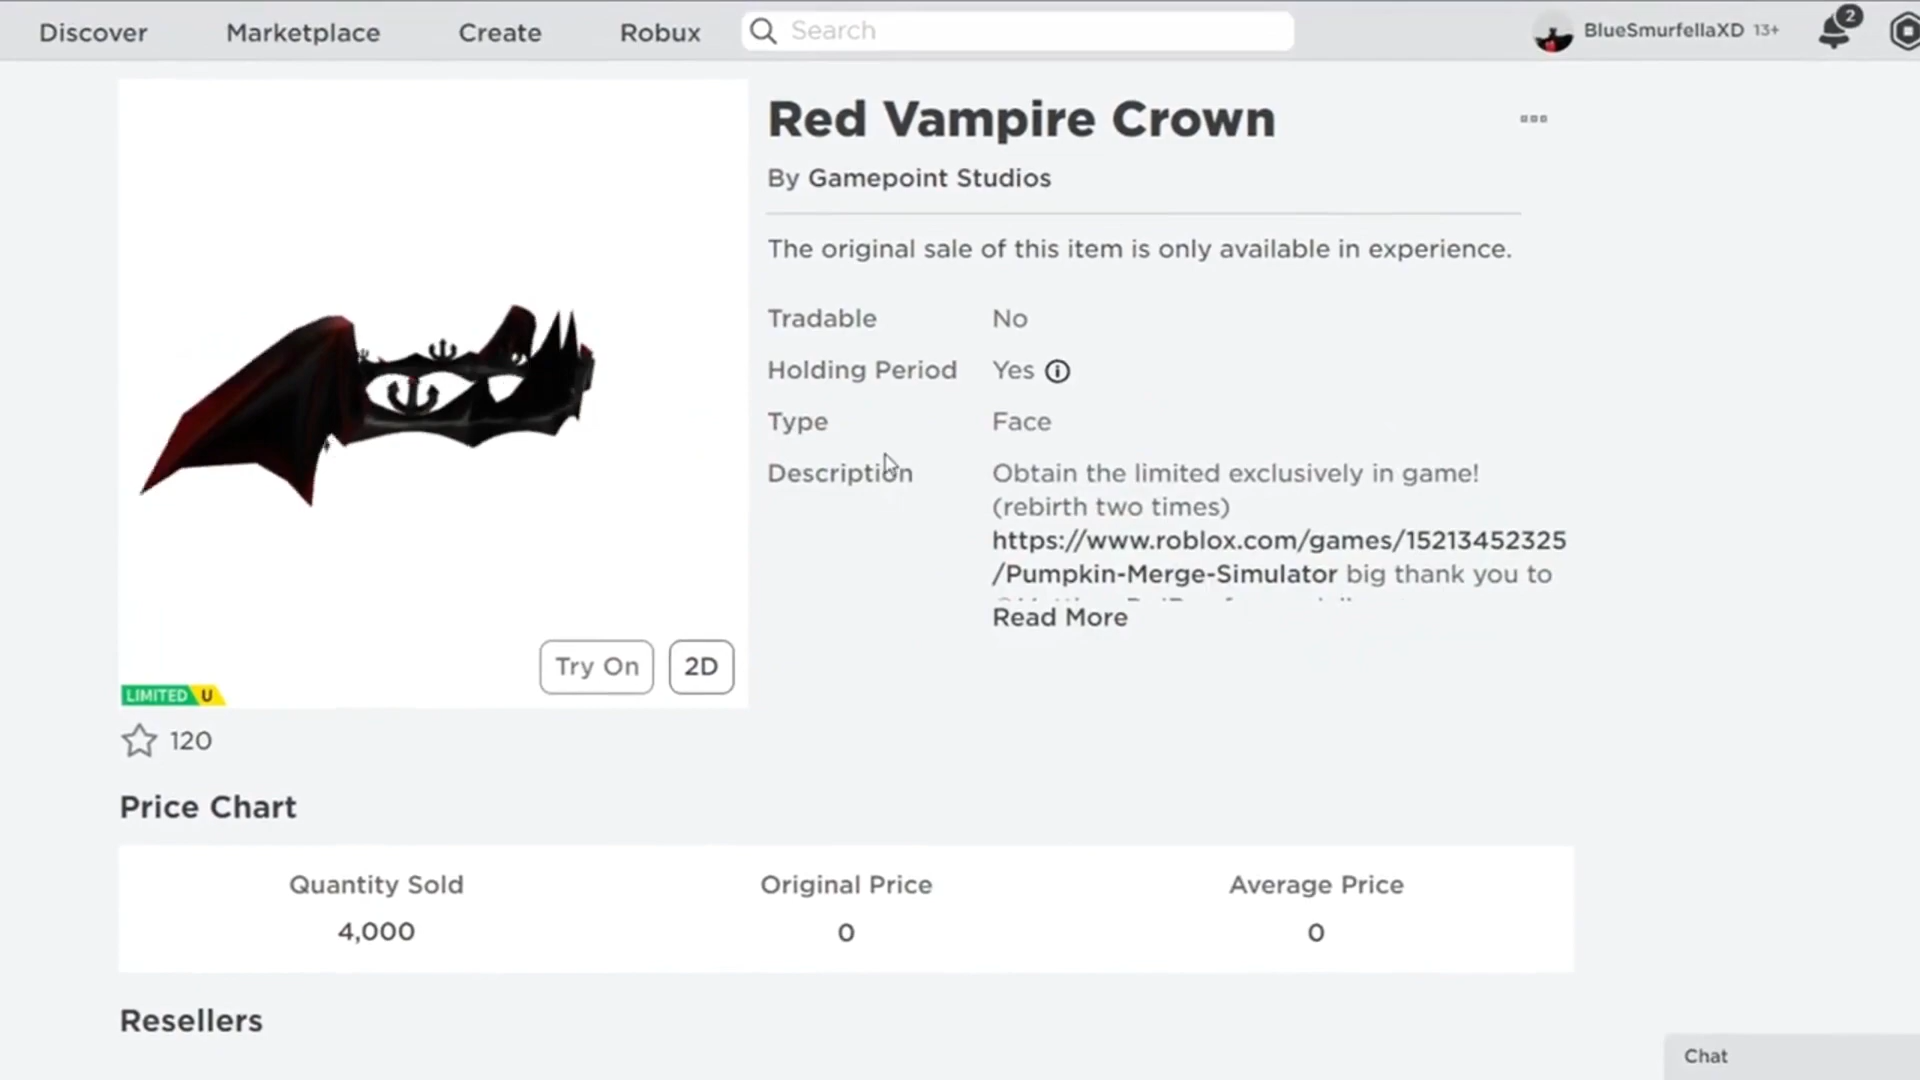 Discover Marketplace Create Robux Search BlueSmurfellaXD 13+ 2
Red Vampire Crown
By Gamepoint Studios
The original sale of this item is only available in experience.
Tradable No
Holding Period Yes
Type Face
Description Obtain the limited exclusively in game!
(rebirth two times)
https://www.roblox.com/games/15213452325
/Pumpkin-Merge-Simulator big thank you to
Read More
Try On 2D
LIMITED U
120
Price Chart
Quantity Sold Original Price Average Price
4,000 0 0
Resellers
Chat